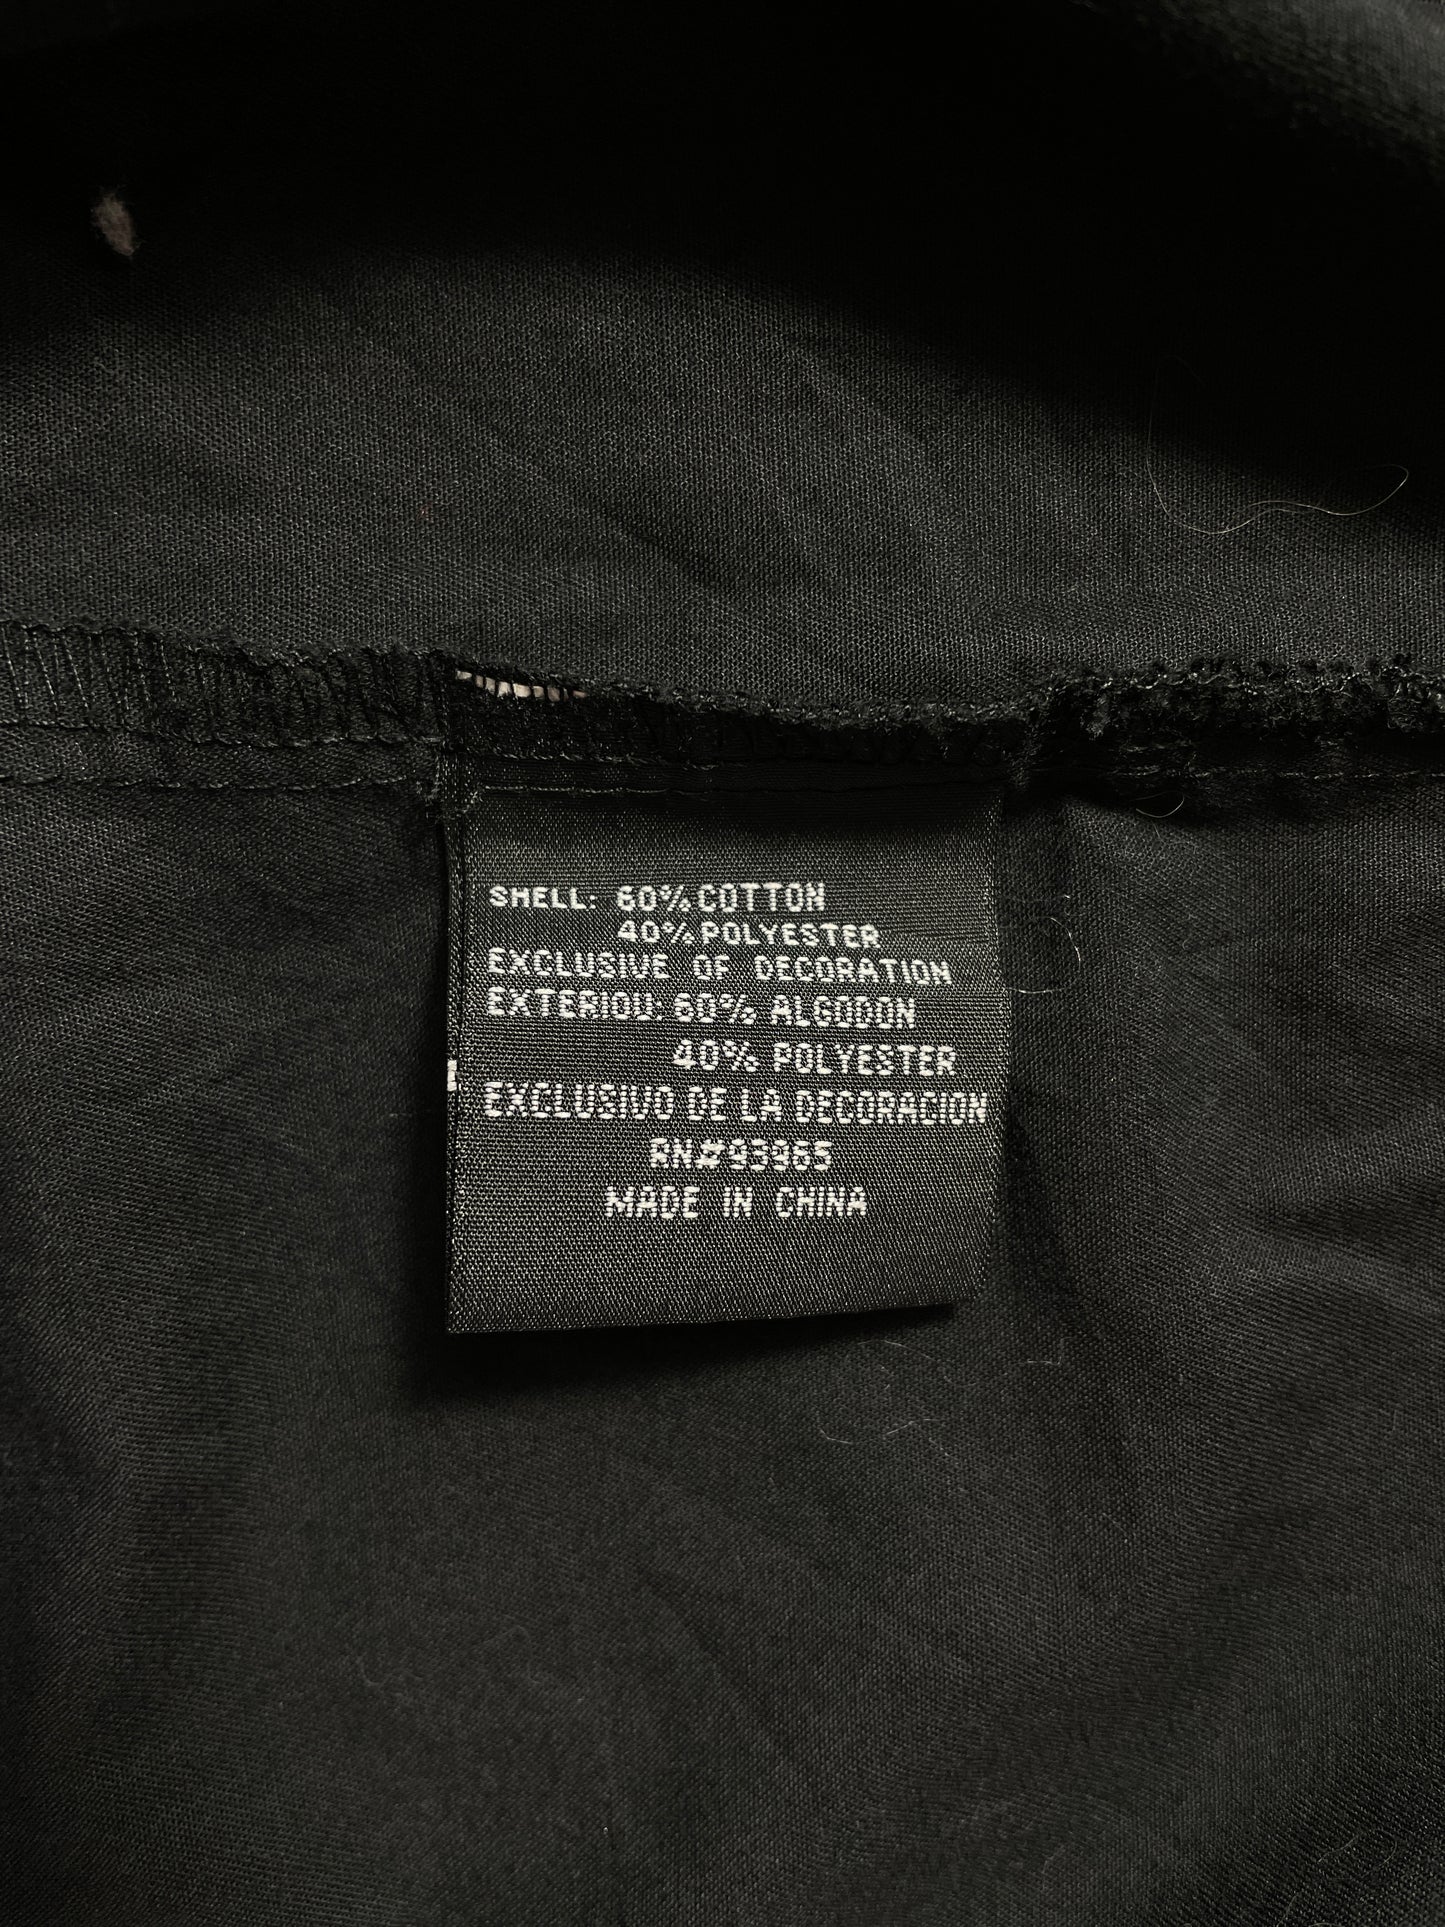 SHELL: 60% COTTON
40% POLYESTER
EXCLUSIVE OF DECORATION
EXTERIOU: 60% ALGODON
40% POLYESTER
EXCLUSIVO DE LA DECORACION
RN#93965
MADE IN CHINA